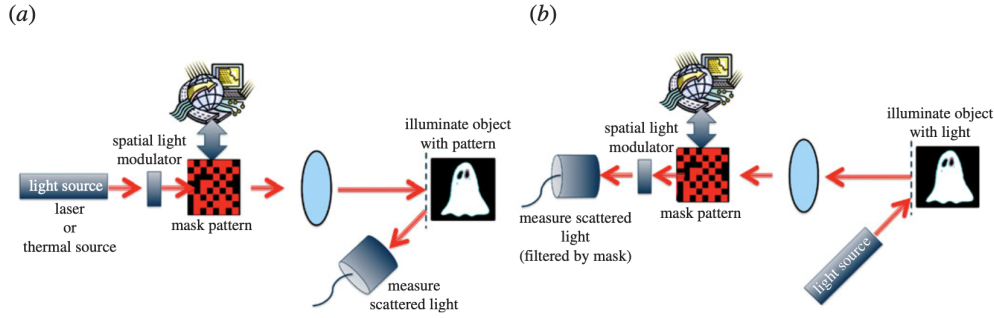 (a)
spatial light
modulator
light source
laser
or
thermal source
mask pattern
illuminate object
with pattern
measure
scattered light
(b)
spatial light
modulator
mask pattern
measure scattered
light
(filtered by mask)
illuminate object
with light
light source